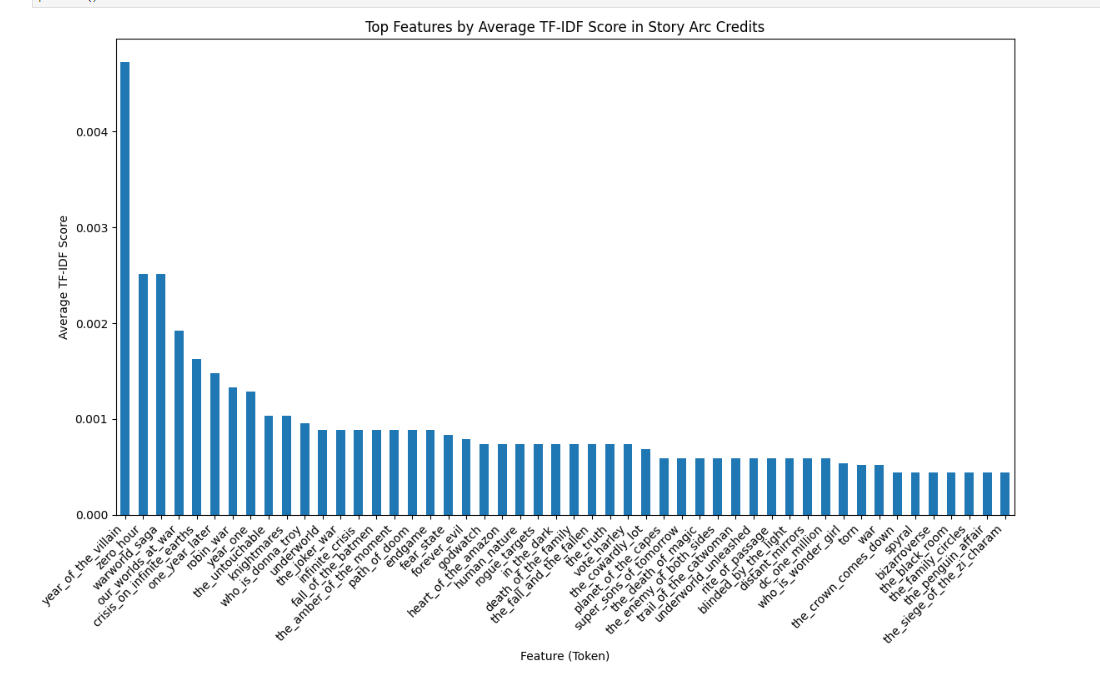 Top Features by Average TF-IDF Score in Story Arc Credits
Average TF-IDF Score
0.004
0.003
0.002
0.001
0.000
year_of_the_villain
zero_hour
warworld_saga
our_worlds_at_war
crisis_on_infinite_earths
one_year_later
robin_war
year_one
the_untouchable
knightmares
who_is_donna_troy
underworld
the_joker_war
infinite_crisis
fall_of_the_batmen
the_amber_of_the_moment
path_of_doom
endgame
fear_state
forever_evil
godwatch
heart_of_the_amazon
human_nature
rogue_targets
in_the_dark
death_of_the_family
the_fall_and_the_fallen
the_truth
vote_harley
the_cowardly_lot
planet_of_the_capes
super_sons_of_tomorrow
the_death_of_magic
the_enemy_of_both_sides
trail_of_the_catwoman
underworld_unleashed
rite_of_passage
blinded_by_the_light
distant_mirrors
dc_one_million
who_is_wonder_girl
tom
war
the_crown_comes_down
spiral
bizarroverse
the_black_room
the_family_circles
the_penguin_affair
the_siege_of_the_zi_charam
Feature (Token)